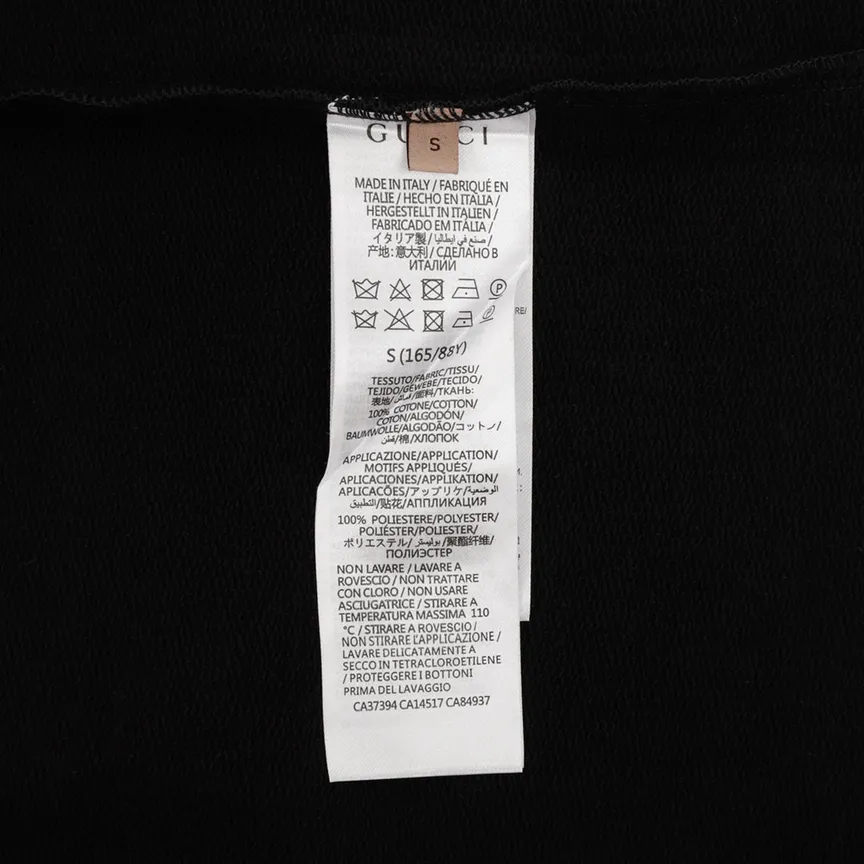 GUCCI
S
MADE IN ITALY / FABRIQUÉ EN
ITALIE / HECHO EN ITALIA /
HERGESTELLT IN ITALIEN /
FABRICADO EM ITÁLIA /
イタリア製 / صنع في إيطاليا /
产地: 意大利 / СДЕЛАНО В
ИТАЛИИ
P
RE/
S (165/88Y)
TESSUTO/FABRIC/TISSU/
TEJIDO/GEWEBE/TECIDO/
表地/قماش/面料/ТКАНЬ:
100% COTONE/COTTON/
COTON/ALGODÓN/
BAUMWOLLE/ALGODÃO/コットン/
قطن/棉/ХЛОПОК
APPLICAZIONE/APPLICATION/
MOTIFS APPLIQUÉS/
APLICACIONES/APPLIKATION/
APLICAÇÕES/アップリケ/الوضعية
التطبيق/贴花/АППЛИКАЦИЯ
100% POLIESTERE/POLYESTER/
POLIÉSTER/POLIESTER/
ポリエステル/بوليستر/聚酯纤维/
ПОЛИЭСТЕР
NON LAVARE / LAVARE A
ROVESCIO / NON TRATTARE
CON CLORO / NON USARE
ASCIUGATRICE / STIRARE A
TEMPERATURA MASSIMA 110
°C / STIRARE A ROVESCIO /
NON STIRARE L'APPLICAZIONE /
LAVARE DELICATAMENTE A
SECCO IN TETRACLOROETILENE
/ PROTEGGERE I BOTTONI
PRIMA DEL LAVAGGIO
CA37394 CA14517 CA84937